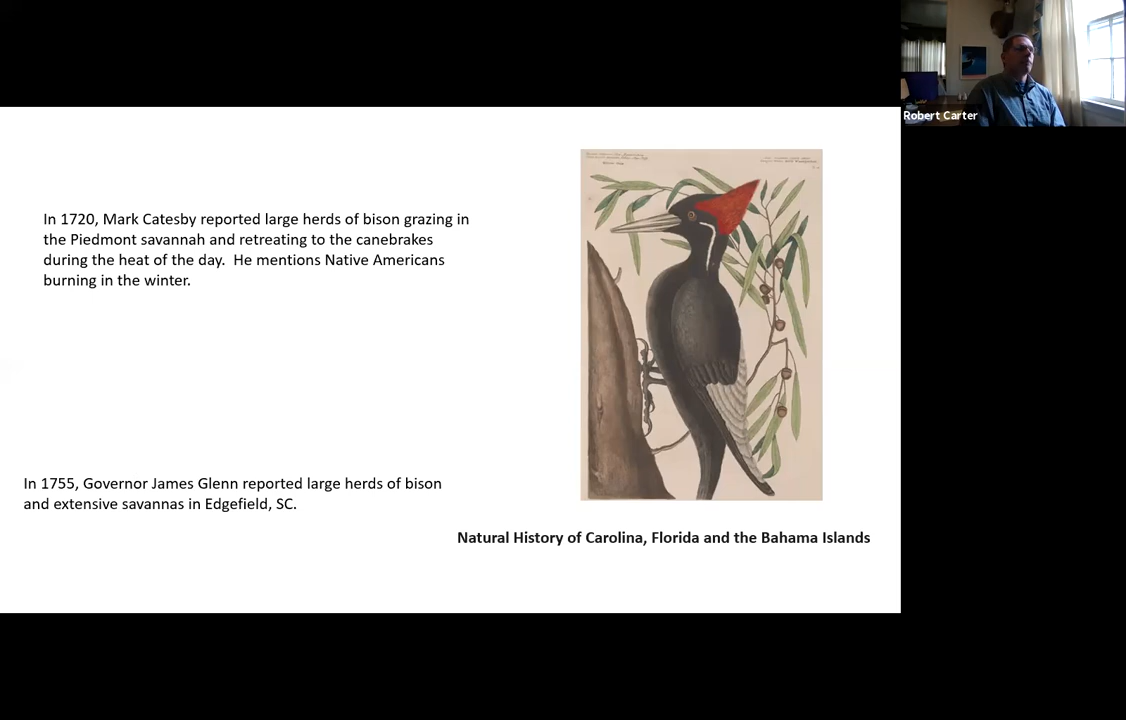 Robert Carter
In 1720, Mark Catesby reported large herds of bison grazing in
the Piedmont savannah and retreating to the canebrakes
during the heat of the day.  He mentions Native Americans
burning in the winter.
In 1755, Governor James Glenn reported large herds of bison
and extensive savannas in Edgefield, SC.
Natural History of Carolina, Florida and the Bahama Islands